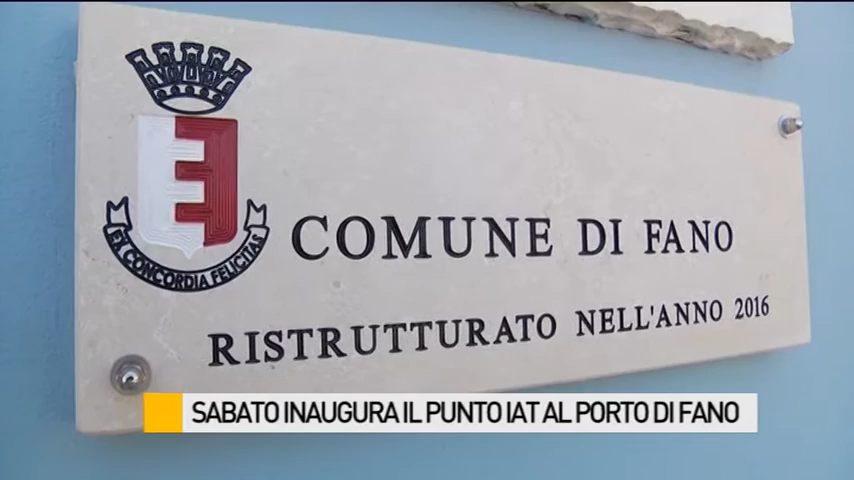 EX CONCORDIA FELICITAS
COMUNE DI FANO
RISTRUTTURATO NELL'ANNO 2016
SABATO INAUGURA IL PUNTO IAT AL PORTO DI FANO